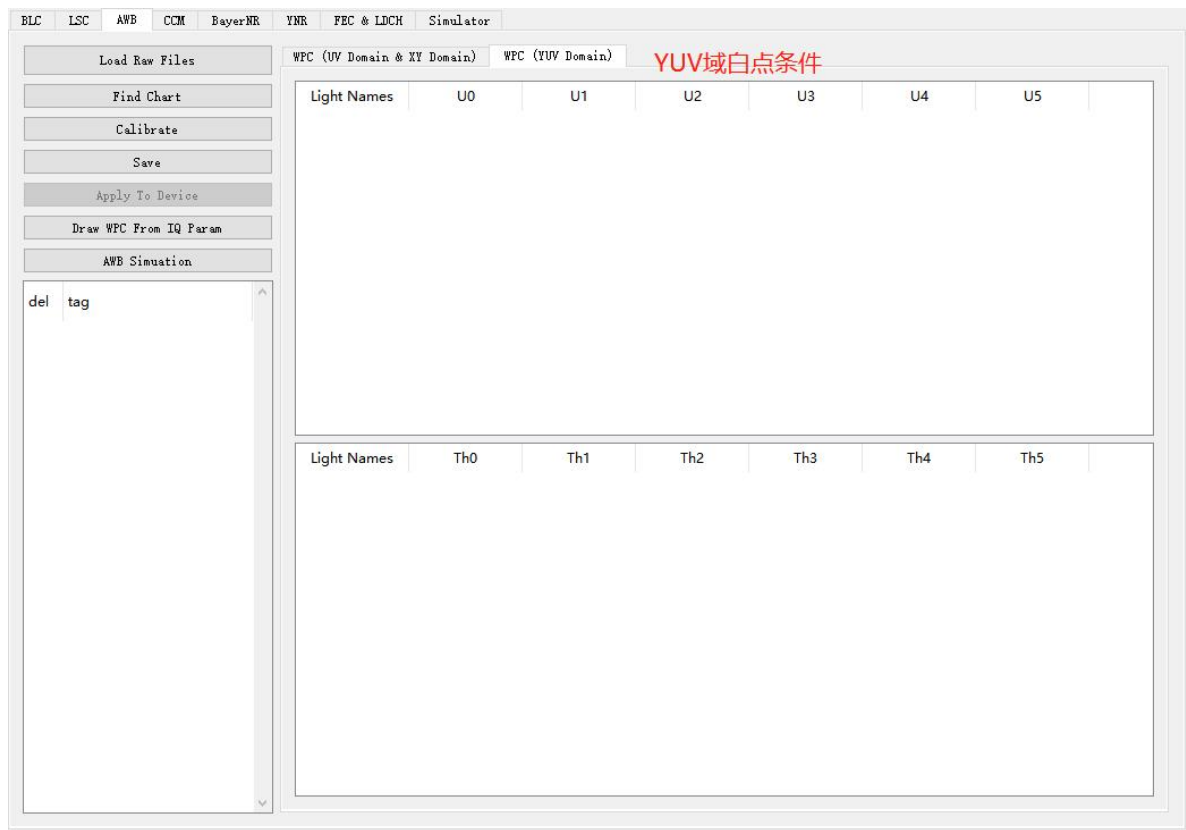 BLC LSC AWB CCM BayerNR YNR FEC & LDCH Simulator
Load Raw Files
Find Chart
Calibrate
Save
Apply To Device
Draw WPC From IQ Param
AWB Simuation
del tag
WPC (UV Domain & XY Domain) WPC (YUV Domain) YUV域白点条件
Light Names U0 U1 U2 U3 U4 U5
Light Names Th0 Th1 Th2 Th3 Th4 Th5